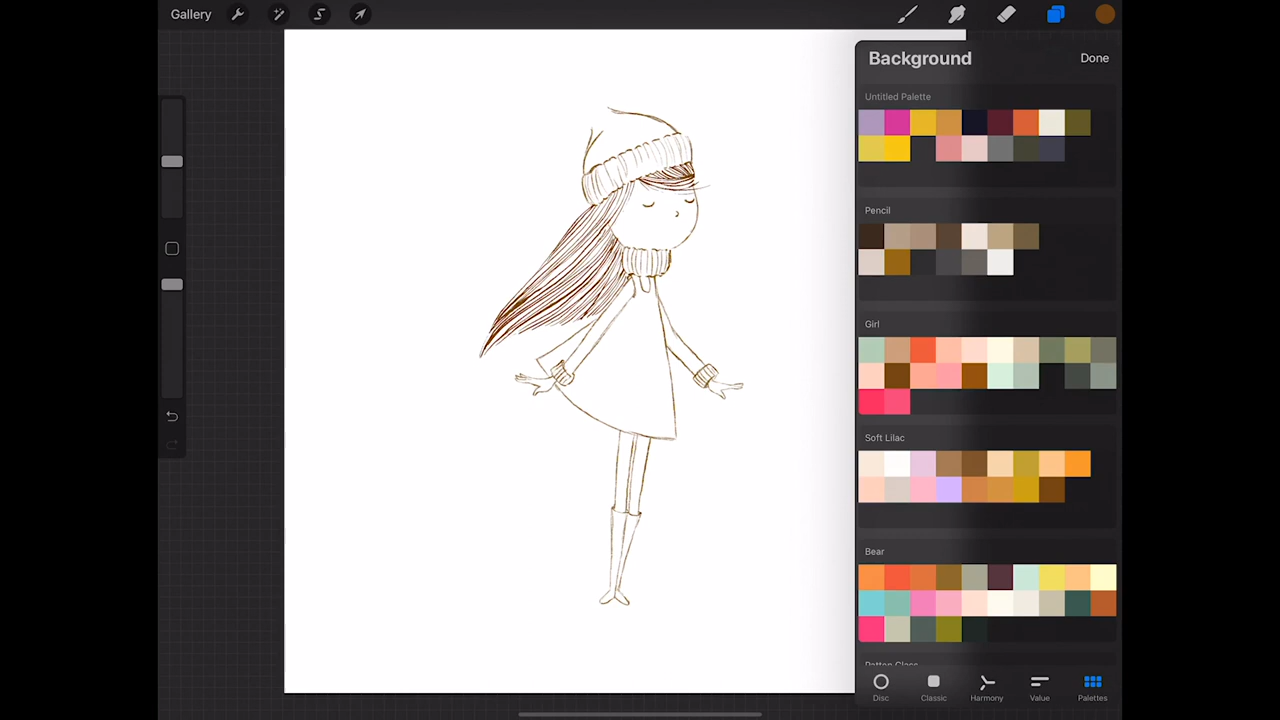 Gallery
Background
Done
Untitled Palette
Pencil
Girl
Soft Lilac
Bear
Disc
Classic
Harmony
Value
Palettes